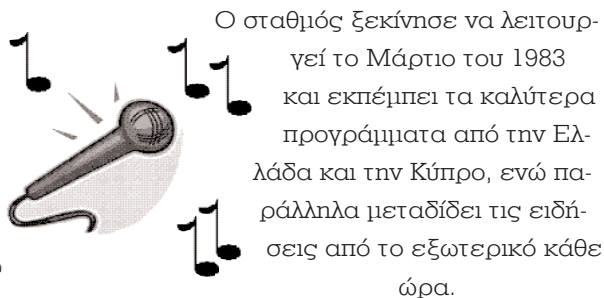 Ο σταθμός ξεκίνησε να λειτουρ-
γεί το Μάρτιο του 1983
και εκπέμπει τα καλύτερα
προγράμματα από την Ελ-
λάδα και την Κύπρο, ενώ πα-
ράλληλα μεταδίδει τις ειδή-
σεις από το εξωτερικό κάθε
ώρα.